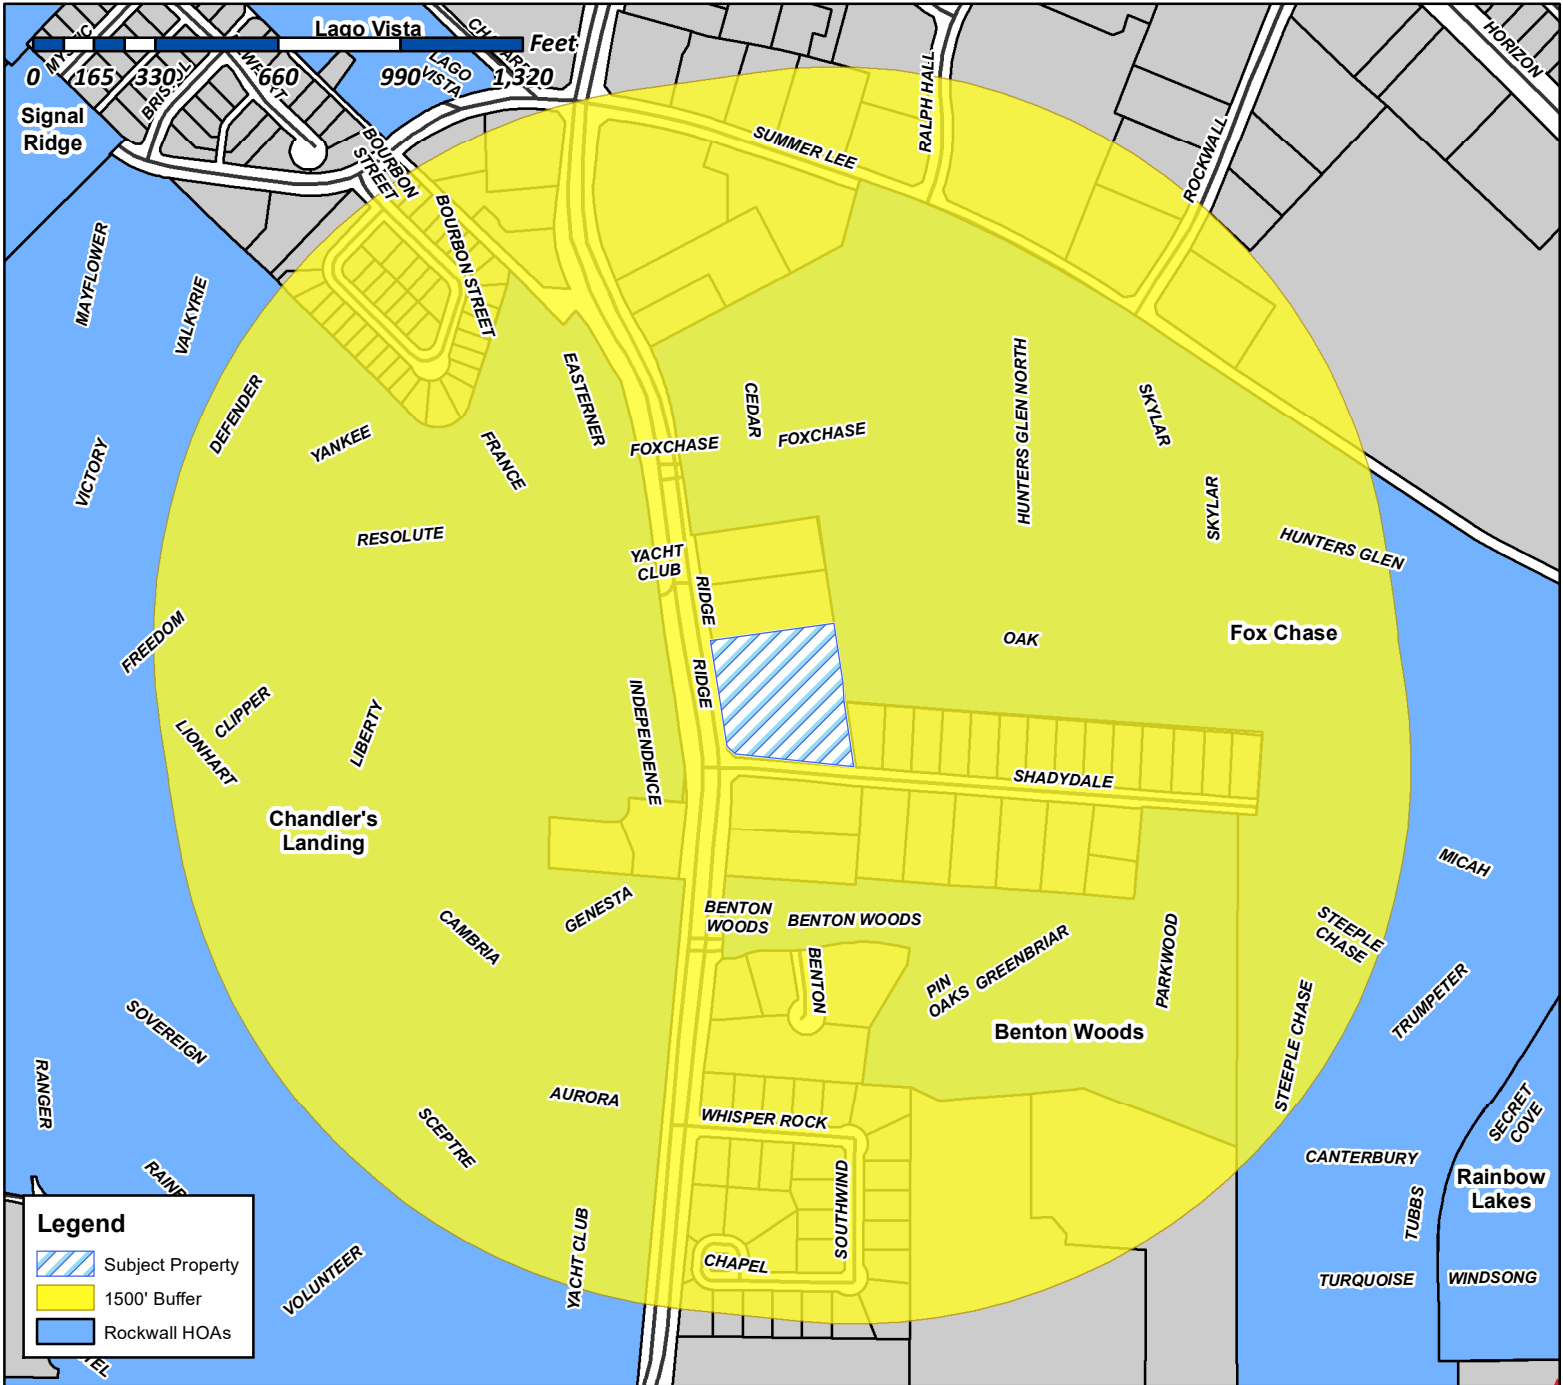 Lago Vista
Feet
0 165 330 660 990 1,320
MYSTIC
BRISTOL
LAGO
VISTA
Signal
Ridge
BOURBON
STREET
BOURBON STREET
SUMMER LEE
RALPH HALL
ROCKWALL
HORIZON
MAYFLOWER
VALKYRIE
DEFENDER
VICTORY
YANKEE
FRANCE
EASTERNER
RESOLUTE
FOXCHASE
CEDAR
FOXCHASE
HUNTERS GLEN NORTH
SKYLAR
SKYLAR
HUNTERS GLEN
YACHT
CLUB
RIDGE
RIDGE
OAK
Fox Chase
FREEDOM
CLIPPER
LIONHART
LIBERTY
INDEPENDENCE
SHADYDALE
Chandler's
Landing
CAMBRIA
GENESTA
BENTON
WOODS
BENTON WOODS
BENTON
PIN
OAKS
GREENBRIAR
PARKWOOD
Benton Woods
MICAH
STEEPLE
CHASE
STEEPLE CHASE
TRUMPETER
SOVEREIGN
RANGER
AURORA
SCEPTRE
WHISPER ROCK
SOUTHWIND
CHAPEL
YACHT CLUB
VOLUNTEER
CANTERBURY
TUBBS
SECRET
COVE
Rainbow
Lakes
TURQUOISE
WINDSONG
Legend
Subject Property
1500' Buffer
Rockwall HOAs